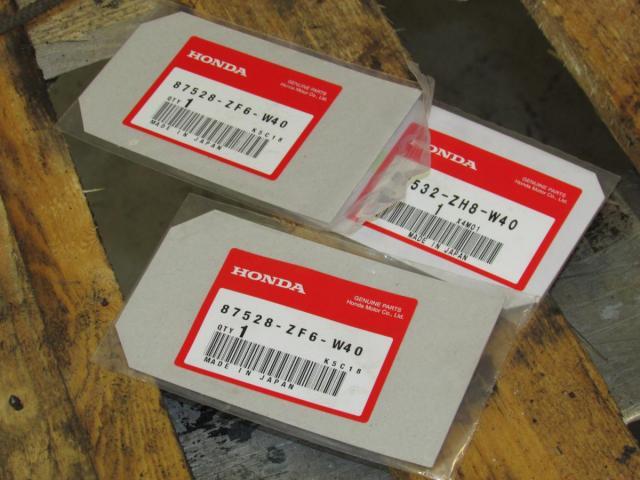 HONDA
GENUINE PARTS
Honda Motor Co., Ltd.
87528-ZF6-W40
QTY 1
K5C18
MADE IN JAPAN
HONDA
GENUINE PARTS
Honda Motor Co., Ltd.
532-ZH8-W40
1
X4M01
MADE IN JAPAN
HONDA
GENUINE PARTS
Honda Motor Co., Ltd.
87528-ZF6-W40
QTY 1
K5C18
MADE IN JAPAN